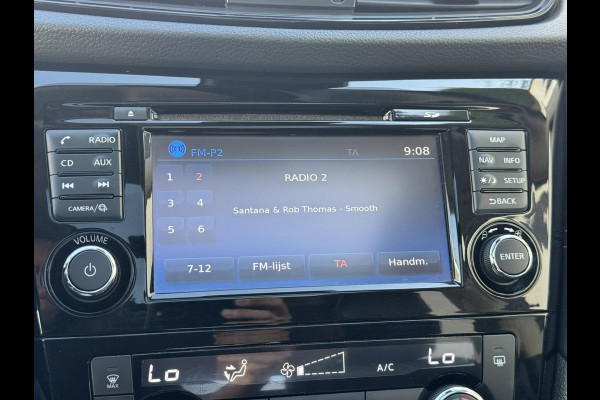 SD
RADIO
CD AUX
CAMERA/
VOLUME
FM-P2 TA 9:08
1 2 RADIO 2
3 4 Santana & Rob Thomas - Smooth
5 6
7-12 FM-lijst TA Handm.
MAP
NAV INFO
SETUP
BACK
ENTER
MAX
Lo A/C Lo